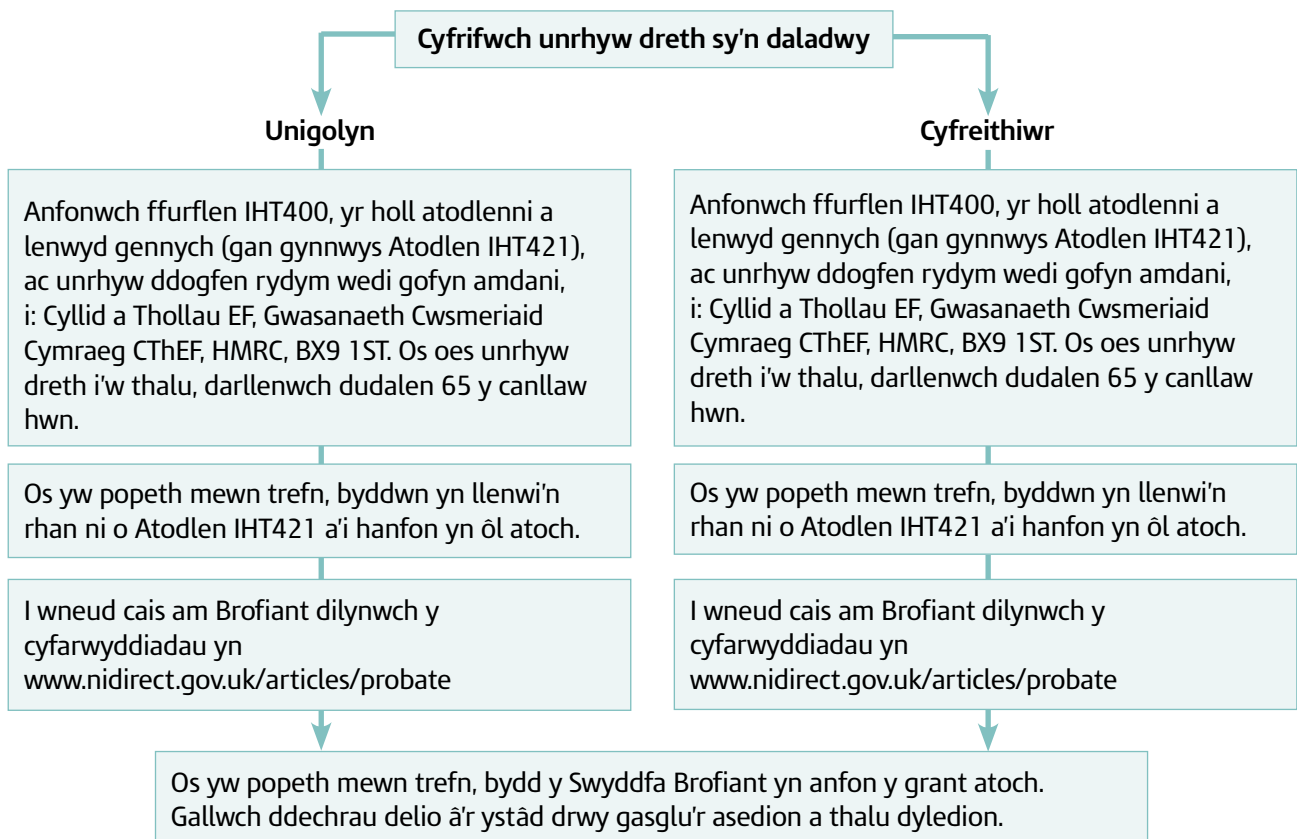 Cyfrifwch unrhyw dreth sy'n daladwy
Unigolyn
Anfonwch ffurflen IHT400, yr holl atodlenni a
lenwyd gennych (gan gynnwys Atodlen IHT421),
ac unrhyw ddogfen rydym wedi gofyn amdani,
i: Cyllid a Thollau EF, Gwasanaeth Cwsmeriaid
Cymraeg CThEF, HMRC, BX9 1ST. Os oes unrhyw
dreth i'w thalu, darllenwch dudalen 65 y canllaw
hwn.
Os yw popeth mewn trefn, byddwn yn llenwi'n
rhan ni o Atodlen IHT421 a'i hanfon yn ôl atoch.
I wneud cais am Brofiant dilynwch y
cyfarwyddiadau yn
www.nidirect.gov.uk/articles/probate
Cyfreithiwr
Anfonwch ffurflen IHT400, yr holl atodlenni a
lenwyd gennych (gan gynnwys Atodlen IHT421),
ac unrhyw ddogfen rydym wedi gofyn amdani,
i: Cyllid a Thollau EF, Gwasanaeth Cwsmeriaid
Cymraeg CThEF, HMRC, BX9 1ST. Os oes unrhyw
dreth i'w thalu, darllenwch dudalen 65 y canllaw
hwn.
Os yw popeth mewn trefn, byddwn yn llenwi'n
rhan ni o Atodlen IHT421 a'i hanfon yn ôl atoch.
I wneud cais am Brofiant dilynwch y
cyfarwyddiadau yn
www.nidirect.gov.uk/articles/probate
Os yw popeth mewn trefn, bydd y Swyddfa Brofiant yn anfon y grant atoch.
Gallwch ddechrau delio â'r ystâd drwy gasglu'r asedion a thalu dyledion.